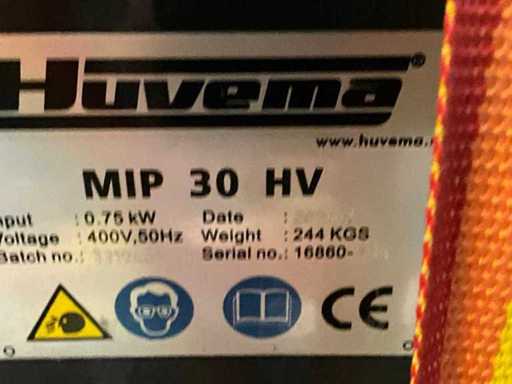 Huvema®
www.huvema.
MIP 30 HV
nput : 0.75 kW Date :
Voltage : 400V,50Hz Weight : 244 KGS
Batch no.: Serial no.: 16860-
CE